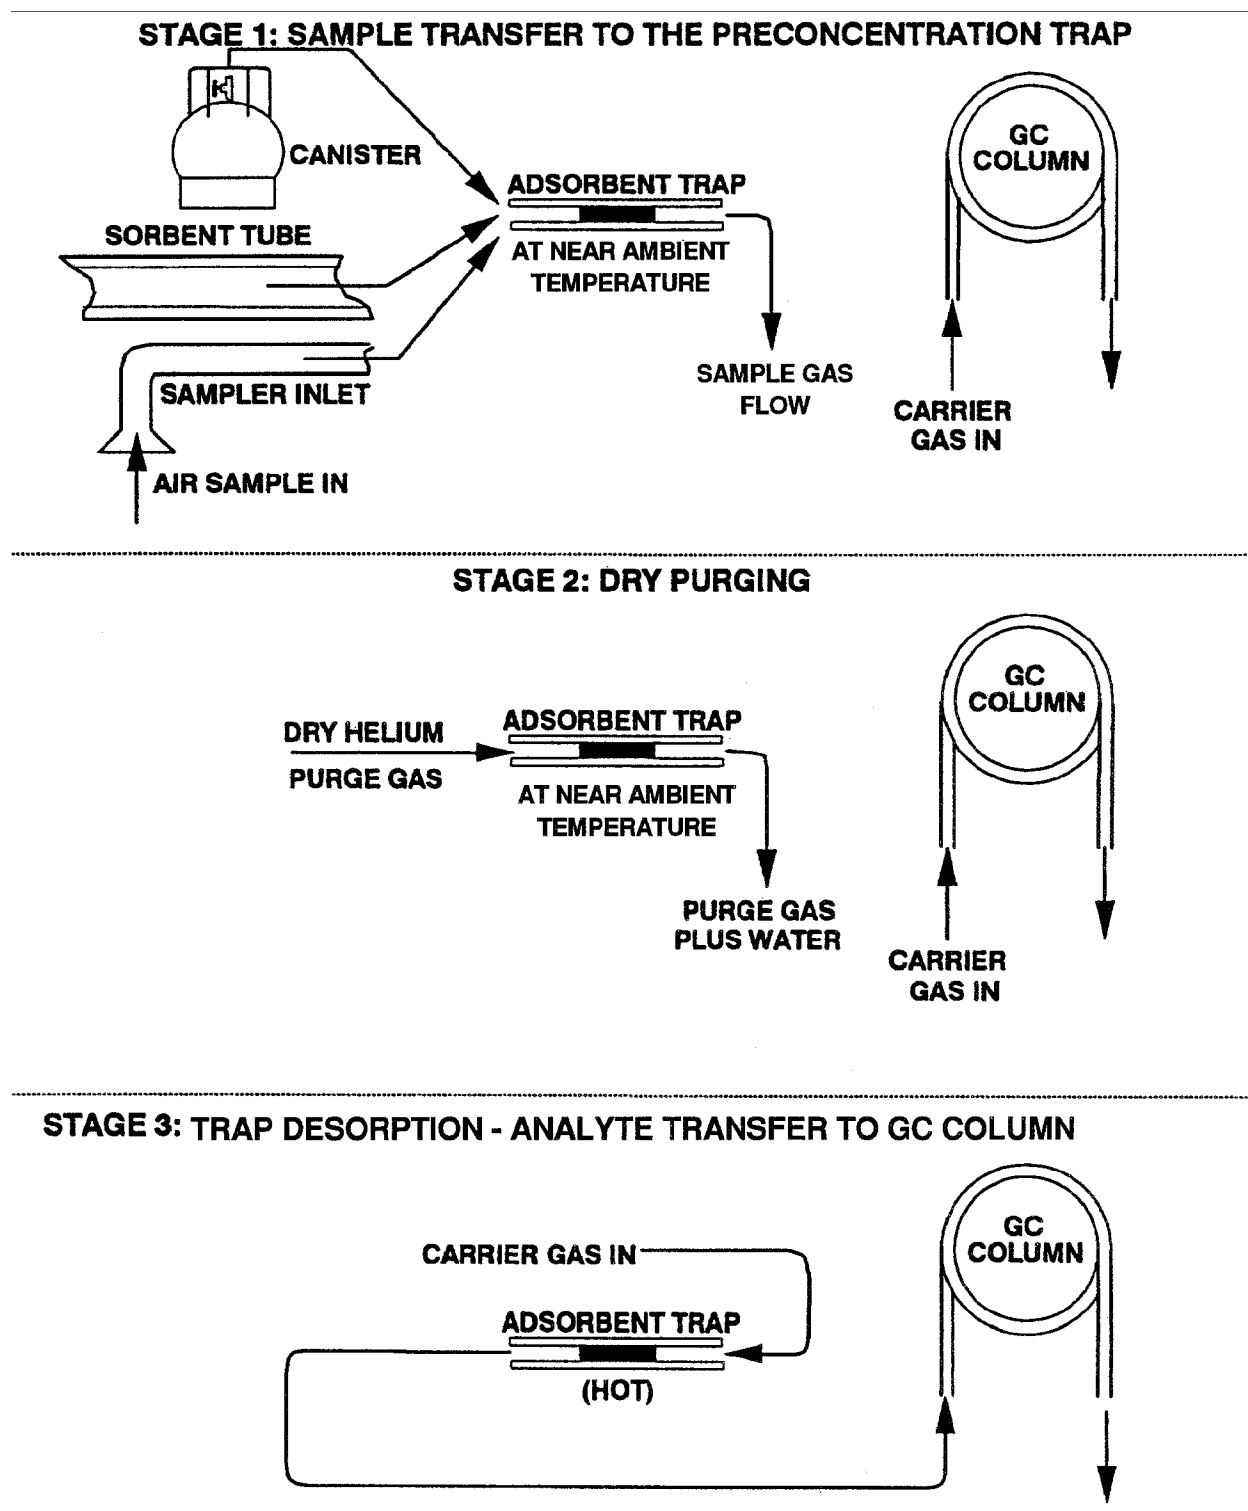 STAGE 1: SAMPLE TRANSFER TO THE PRECONCENTRATION TRAP
CANISTER
SORBENT TUBE
SAMPLER INLET
AIR SAMPLE IN
ADSORBENT TRAP
AT NEAR AMBIENT
TEMPERATURE
SAMPLE GAS
FLOW
GC
COLUMN
CARRIER
GAS IN
STAGE 2: DRY PURGING
DRY HELIUM
PURGE GAS
ADSORBENT TRAP
AT NEAR AMBIENT
TEMPERATURE
PURGE GAS
PLUS WATER
GC
COLUMN
CARRIER
GAS IN
STAGE 3: TRAP DESORPTION - ANALYTE TRANSFER TO GC COLUMN
CARRIER GAS IN
ADSORBENT TRAP
(HOT)
GC
COLUMN